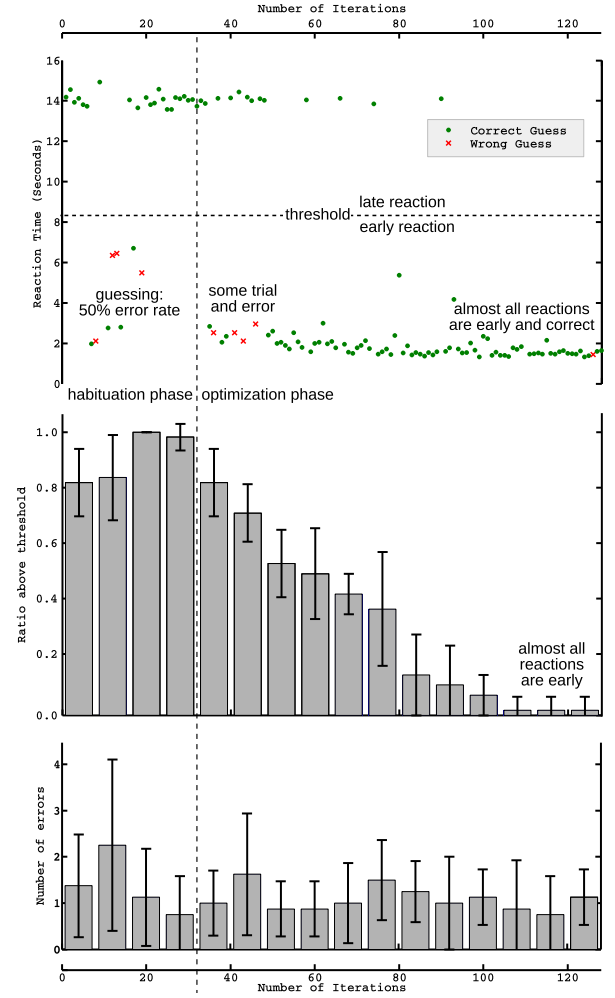 Number of Iterations
0 20 40 60 80 100 120
16
14
12
10
8
6
4
2
0
Reaction Time (Seconds)
Correct Guess
Wrong Guess
late reaction
threshold
early reaction
guessing:
50% error rate
some trial
and error
almost all reactions
are early and correct
habituation phase
optimization phase
1.0
0.8
0.6
0.4
0.2
0.0
Ratio above threshold
almost all
reactions
are early
4
3
2
1
0
Number of errors
0 20 40 60 80 100 120
Number of Iterations